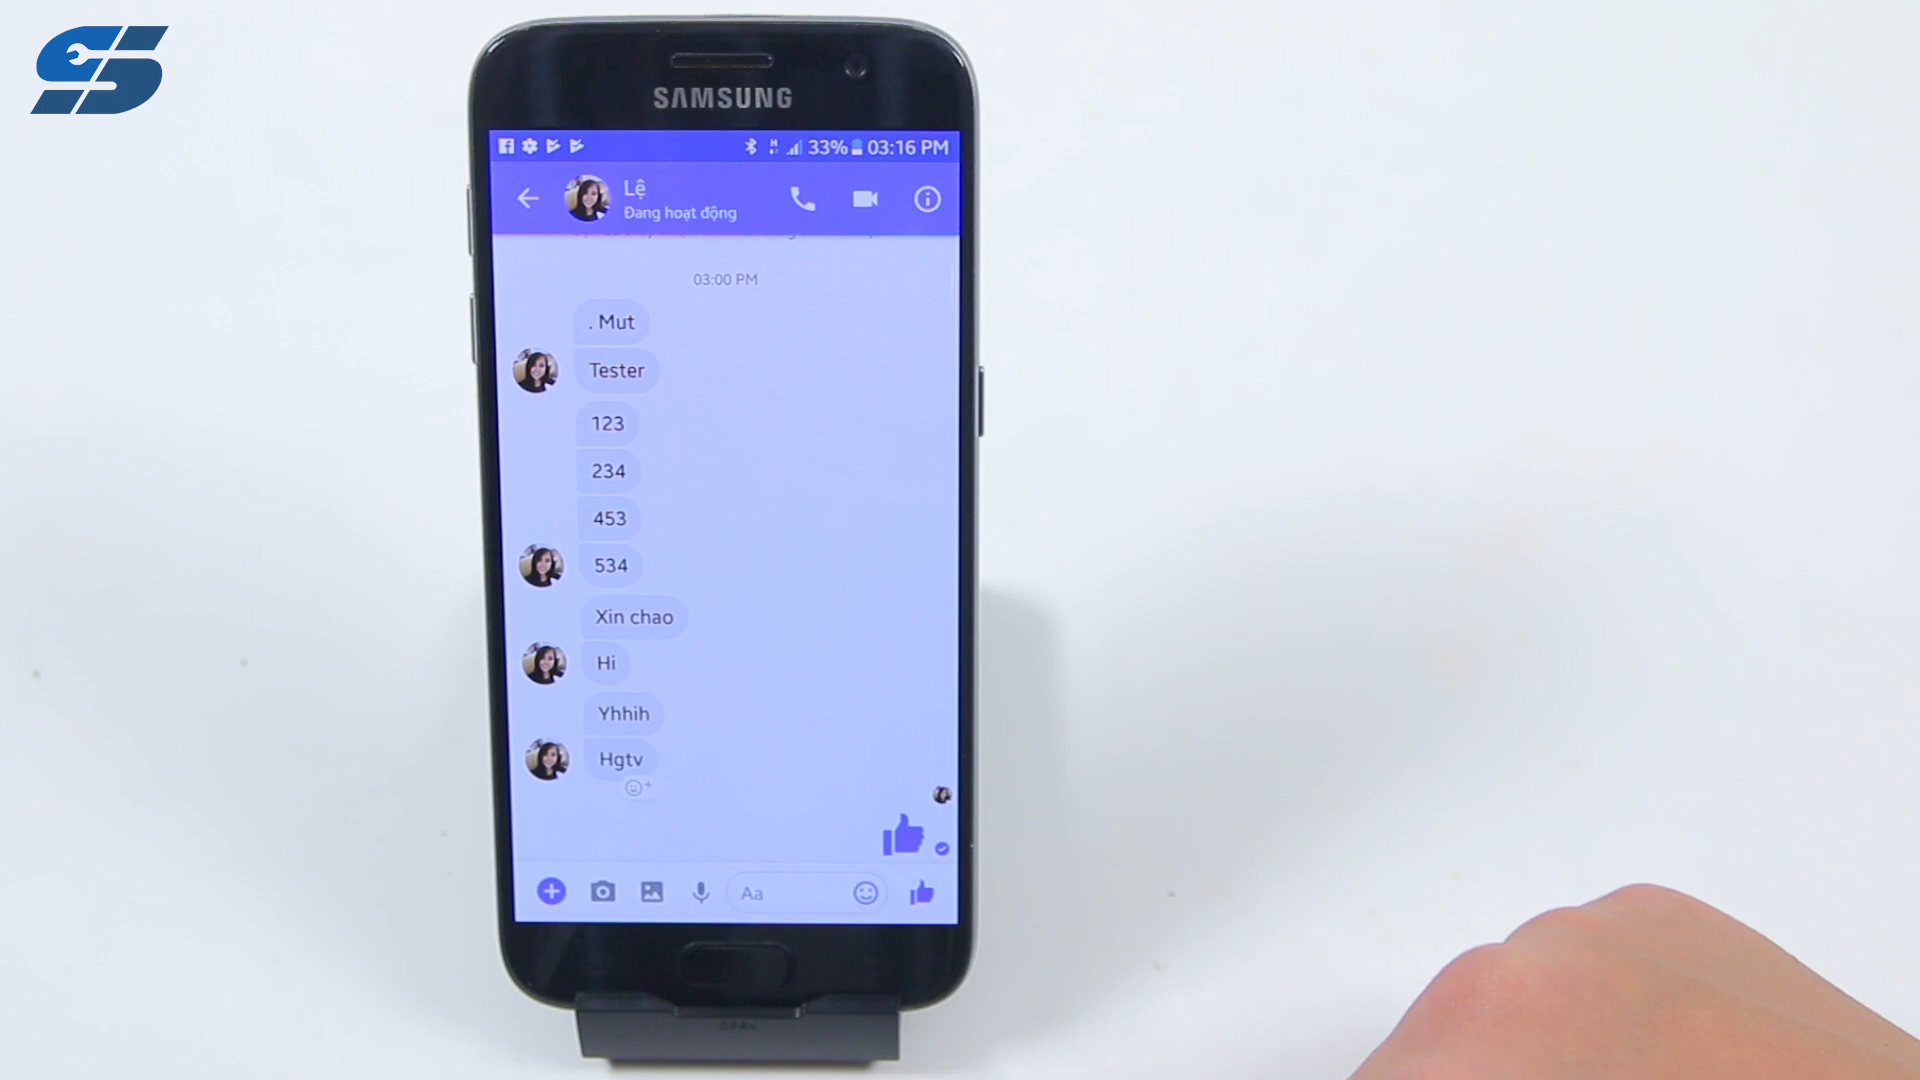 SAMSUNG
33% 03:16 PM
Lệ
Đang hoạt động
03:00 PM
. Mut
Tester
123
234
453
534
Xin chao
Hi
Yhhih
Hgtv
Aa